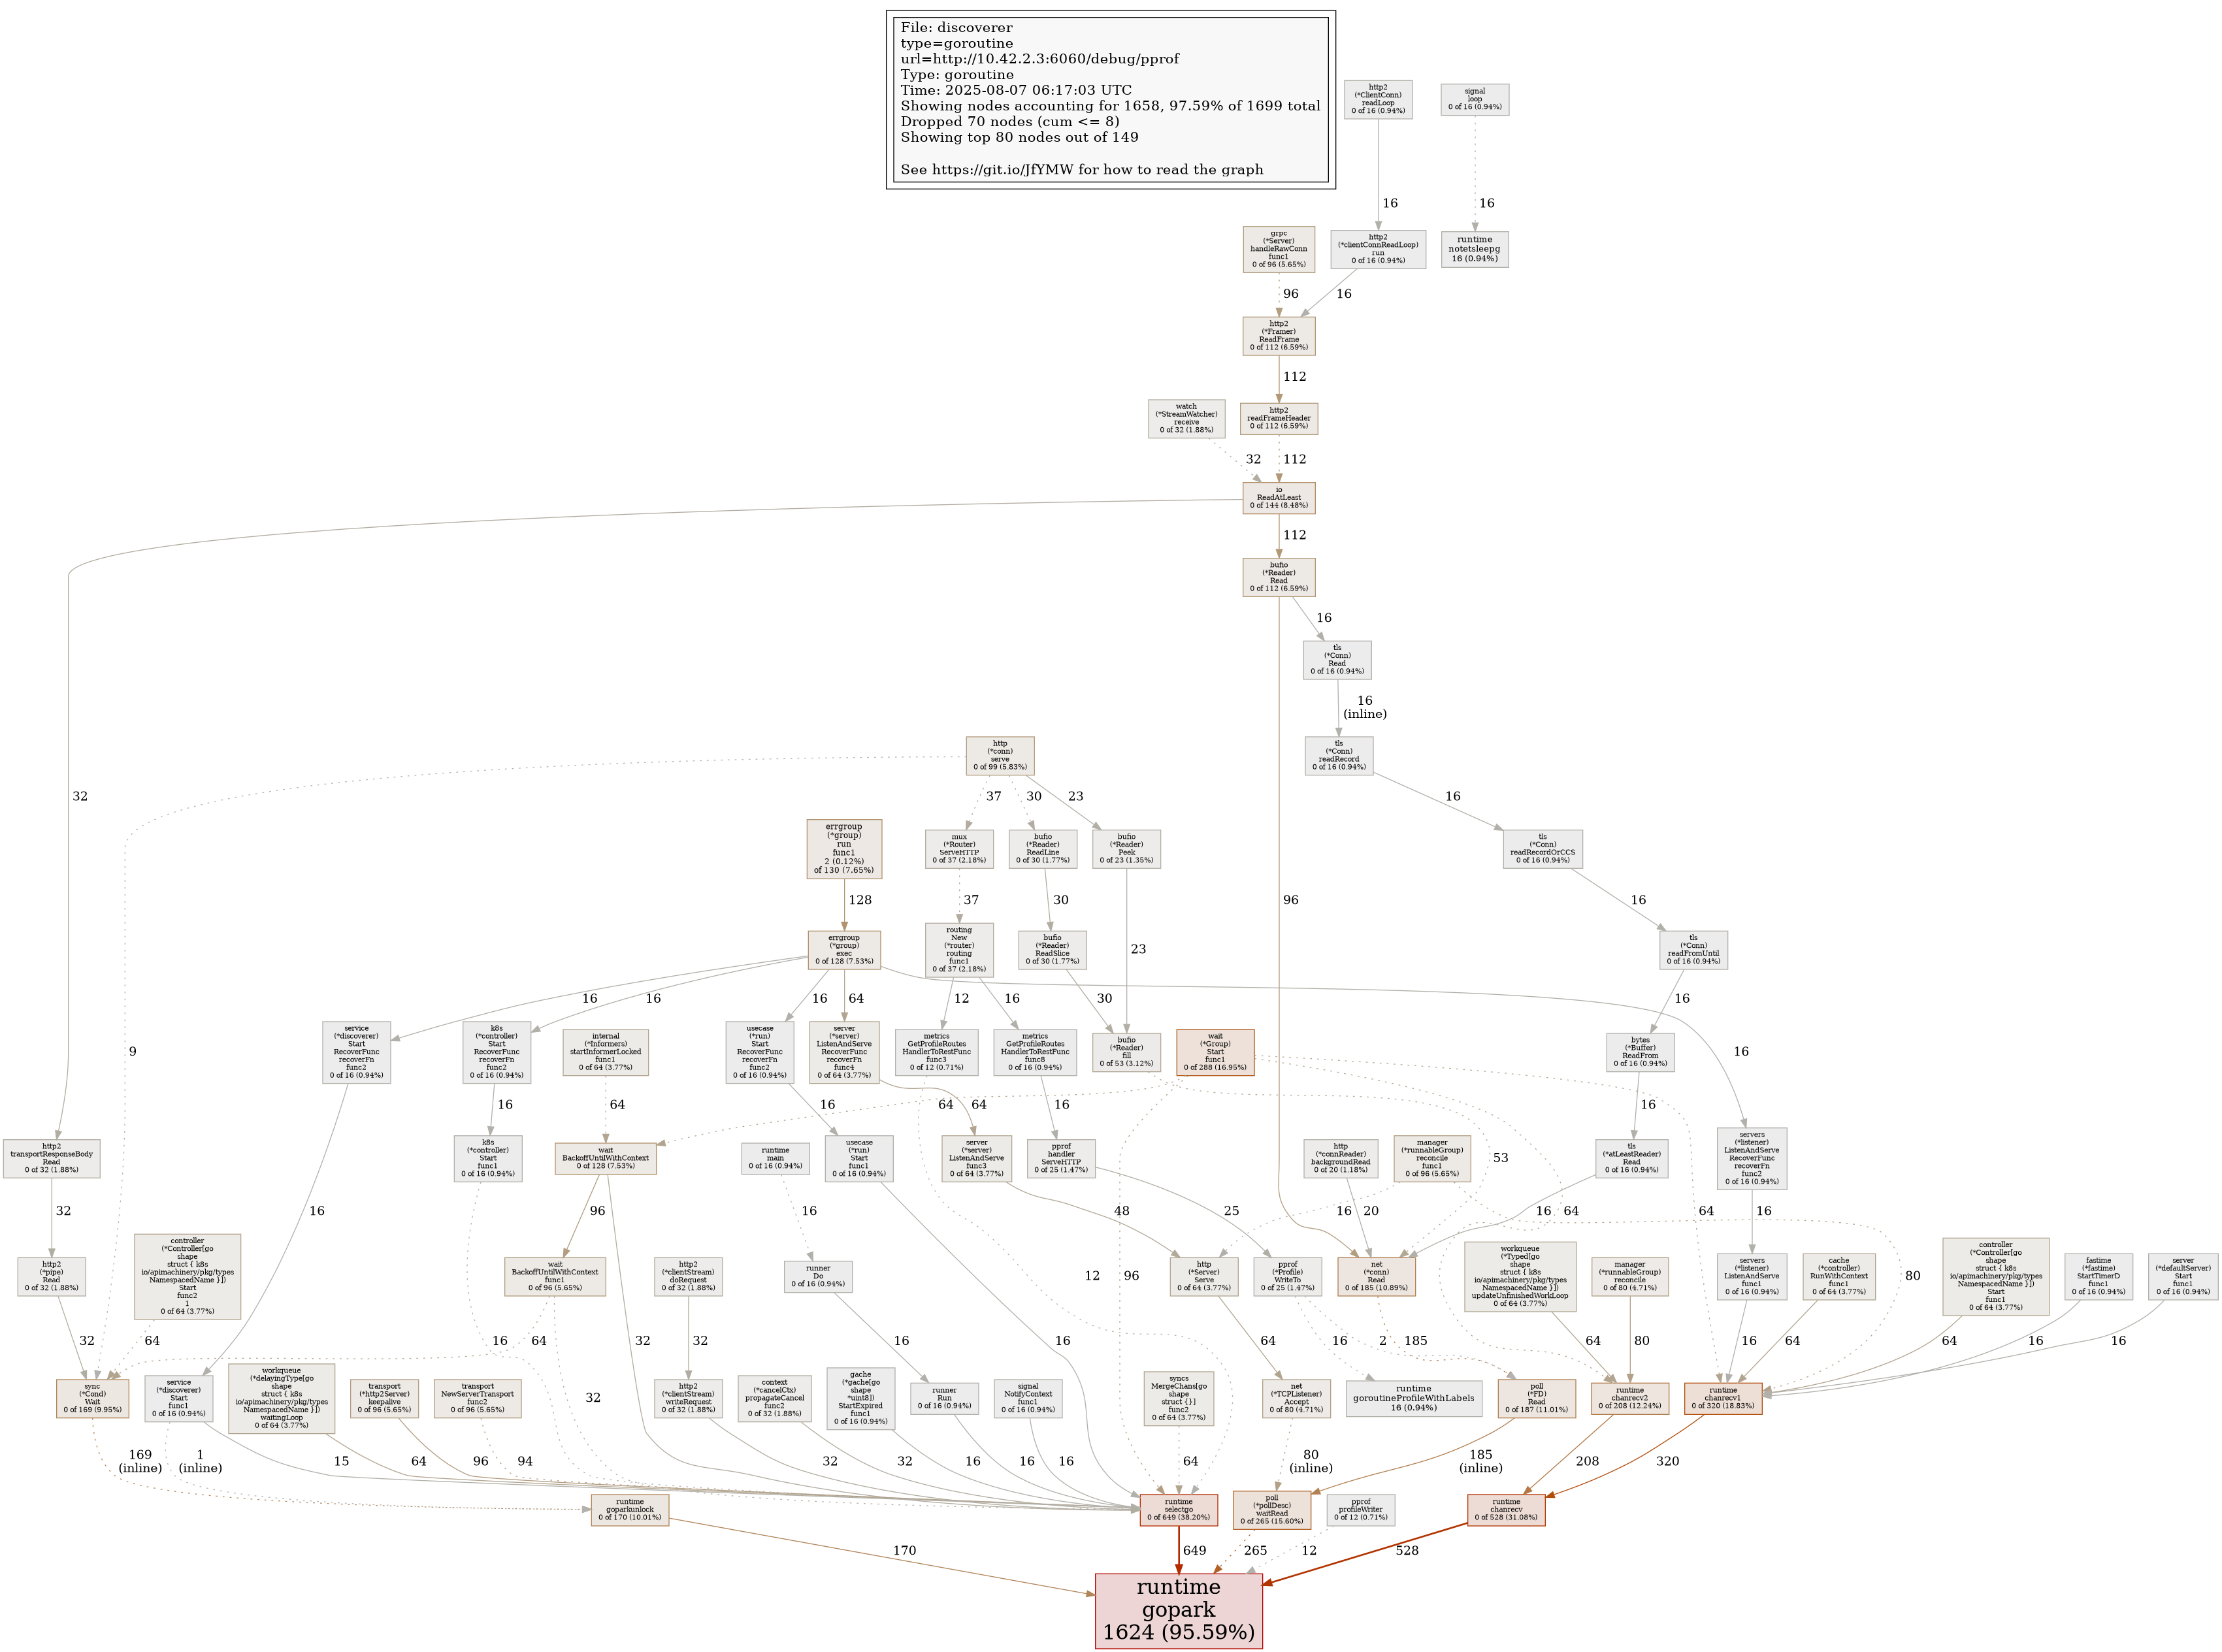 File: discoverer
type=goroutine
url=http://10.42.2.3:6060/debug/pprof
Type: goroutine
Time: 2025-08-07 06:17:03 UTC
Showing nodes accounting for 1658, 97.59% of 1699 total
Dropped 70 nodes (cum <= 8)
Showing top 80 nodes out of 149
See https://git.io/JfYMW for how to read the graph
http2
(*ClientConn)
readLoop
0 of 16 (0.94%)
signal
loop
0 of 16 (0.94%)
16
16
grpc
(*Server)
handleRawConn
func1
0 of 96 (5.65%)
http2
(*clientConnReadLoop)
run
0 of 16 (0.94%)
runtime
notetsleepg
16 (0.94%)
96
16
http2
(*Framer)
ReadFrame
0 of 112 (6.59%)
112
watch
(*StreamWatcher)
receive
0 of 32 (1.88%)
http2
readFrameHeader
0 of 112 (6.59%)
32
112
io
ReadAtLeast
0 of 144 (8.48%)
112
bufio
(*Reader)
Read
0 of 112 (6.59%)
16
tls
(*Conn)
Read
0 of 16 (0.94%)
16
(inline)
http
(*conn)
serve
0 of 99 (5.83%)
tls
(*Conn)
readRecord
0 of 16 (0.94%)
32
37
30
23
16
errgroup
(*group)
run
func1
2 (0.12%)
of 130 (7.65%)
mux
(*Router)
ServeHTTP
0 of 37 (2.18%)
bufio
(*Reader)
ReadLine
0 of 30 (1.77%)
bufio
(*Reader)
Peek
0 of 23 (1.35%)
tls
(*Conn)
readRecordOrCCS
0 of 16 (0.94%)
128
37
30
96
16
errgroup
(*group)
exec
0 of 128 (7.53%)
routing
New
(*router)
routing
func1
0 of 37 (2.18%)
bufio
(*Reader)
ReadSlice
0 of 30 (1.77%)
23
tls
(*Conn)
readFromUntil
0 of 16 (0.94%)
16
16
16
64
12
16
30
16
9
service
(*discoverer)
Start
RecoverFunc
recoverFn
func2
0 of 16 (0.94%)
k8s
(*controller)
Start
RecoverFunc
recoverFn
func2
0 of 16 (0.94%)
internal
(*Informers)
startInformerLocked
func1
0 of 64 (3.77%)
usecase
(*run)
Start
RecoverFunc
recoverFn
func2
0 of 16 (0.94%)
server
(*server)
ListenAndServe
RecoverFunc
recoverFn
func4
0 of 64 (3.77%)
metrics
GetProfileRoutes
HandlerToRestFunc
func3
0 of 12 (0.71%)
metrics
GetProfileRoutes
HandlerToRestFunc
func8
0 of 16 (0.94%)
bufio
(*Reader)
fill
0 of 53 (3.12%)
wait
(*Group)
Start
func1
0 of 288 (16.95%)
bytes
(*Buffer)
ReadFrom
0 of 16 (0.94%)
16
16
64
16
64
64
16
16
http2
transportResponseBody
Read
0 of 32 (1.88%)
k8s
(*controller)
Start
func1
0 of 16 (0.94%)
wait
BackoffUntilWithContext
0 of 128 (7.53%)
runtime
main
0 of 16 (0.94%)
usecase
(*run)
Start
func1
0 of 16 (0.94%)
server
(*server)
ListenAndServe
func3
0 of 64 (3.77%)
pprof
handler
ServeHTTP
0 of 25 (1.47%)
http
(*connReader)
backgroundRead
0 of 20 (1.18%)
manager
(*runnableGroup)
reconcile
func1
0 of 96 (5.65%)
53
tls
(*atLeastReader)
Read
0 of 16 (0.94%)
servers
(*listener)
ListenAndServe
RecoverFunc
recoverFn
func2
0 of 16 (0.94%)
32
16
96
16
48
25
16
20
16
64
64
16
controller
(*Controller[go
shape
struct { k8s
io/apimachinery/pkg/types
NamespacedName }])
Start
func2
1
0 of 64 (3.77%)
http2
(*pipe)
Read
0 of 32 (1.88%)
wait
BackoffUntilWithContext
func1
0 of 96 (5.65%)
http2
(*clientStream)
doRequest
0 of 32 (1.88%)
runner
Do
0 of 16 (0.94%)
12
96
http
(*Server)
Serve
0 of 64 (3.77%)
pprof
(*Profile)
WriteTo
0 of 25 (1.47%)
net
(*conn)
Read
0 of 185 (10.89%)
workqueue
(*Typed[go
shape
struct { k8s
io/apimachinery/pkg/types
NamespacedName }])
updateUnfinishedWorkLoop
0 of 64 (3.77%)
manager
(*runnableGroup)
reconcile
0 of 80 (4.71%)
80
servers
(*listener)
ListenAndServe
func1
0 of 16 (0.94%)
cache
(*controller)
RunWithContext
func1
0 of 64 (3.77%)
controller
(*Controller[go
shape
struct { k8s
io/apimachinery/pkg/types
NamespacedName }])
Start
func1
0 of 64 (3.77%)
fastime
(*fastime)
StartTimerD
func1
0 of 16 (0.94%)
server
(*defaultServer)
Start
func1
0 of 16 (0.94%)
32
64
16
64
32
32
16
16
64
16
2
185
64
80
16
64
64
16
16
sync
(*Cond)
Wait
0 of 169 (9.95%)
service
(*discoverer)
Start
func1
0 of 16 (0.94%)
workqueue
(*delayingType[go
shape
struct { k8s
io/apimachinery/pkg/types
NamespacedName }])
waitingLoop
0 of 64 (3.77%)
transport
(*http2Server)
keepalive
0 of 96 (5.65%)
transport
NewServerTransport
func2
0 of 96 (5.65%)
32
http2
(*clientStream)
writeRequest
0 of 32 (1.88%)
context
(*cancelCtx)
propagateCancel
func2
0 of 32 (1.88%)
gache
(*gache[go
shape
*uint8])
StartExpired
func1
0 of 16 (0.94%)
runner
Run
0 of 16 (0.94%)
signal
NotifyContext
func1
0 of 16 (0.94%)
syncs
MergeChans[go
shape
struct {}]
func2
0 of 64 (3.77%)
net
(*TCPListener)
Accept
0 of 80 (4.71%)
runtime
goroutineProfileWithLabels
16 (0.94%)
poll
(*FD)
Read
0 of 187 (11.01%)
runtime
chanrecv2
0 of 208 (12.24%)
runtime
chanrecv1
0 of 320 (18.83%)
169
(inline)
1
(inline)
15
64
96
94
32
32
16
16
16
64
80
(inline)
185
(inline)
208
320
runtime
goparkunlock
0 of 170 (10.01%)
runtime
selectgo
0 of 649 (38.20%)
poll
(*pollDesc)
waitRead
0 of 265 (15.60%)
pprof
profileWriter
0 of 12 (0.71%)
runtime
chanrecv
0 of 528 (31.08%)
170
649
265
12
528
runtime
gopark
1624 (95.59%)